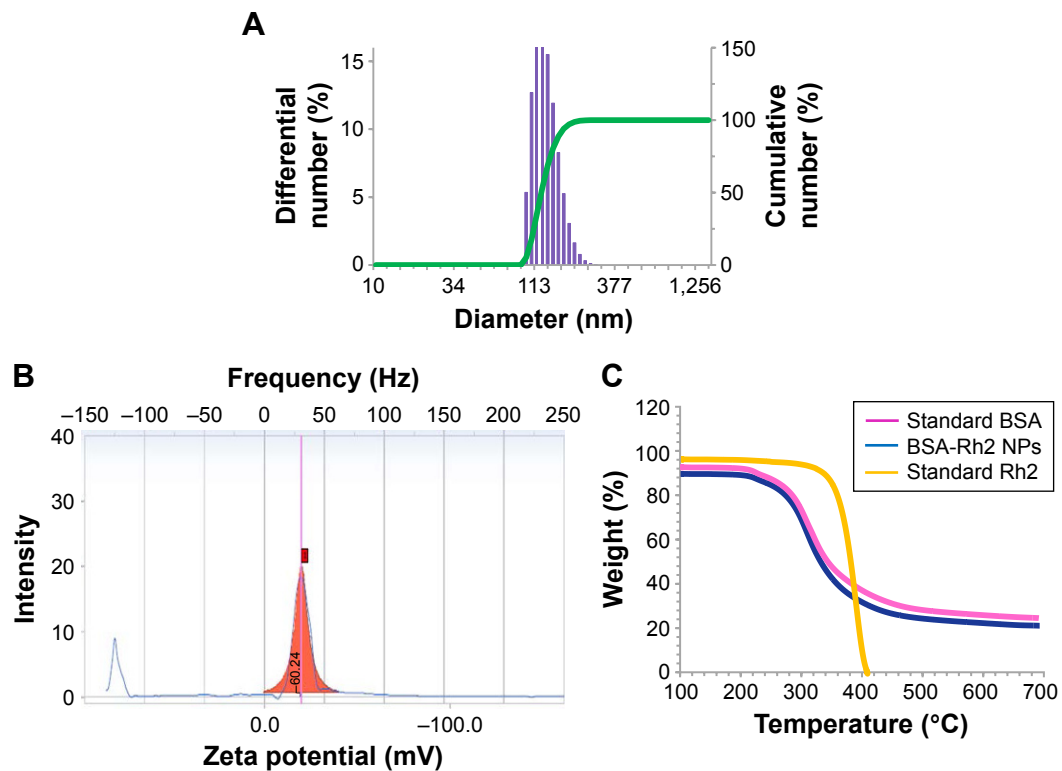 A
Differential
number (%)
15
10
5
0
150
100
50
0
Cumulative
number (%)
10 34 113 377 1,256
Diameter (nm)
B
Frequency (Hz)
–150 –100 –50 0 50 100 150 200 250
Intensity
40
30
20
10
0
–60.24
0.0 –100.0
Zeta potential (mV)
C
Weight (%)
120
100
80
60
40
20
0
Standard BSA
BSA-Rh2 NPs
Standard Rh2
100 200 300 400 500 600 700
Temperature (°C)